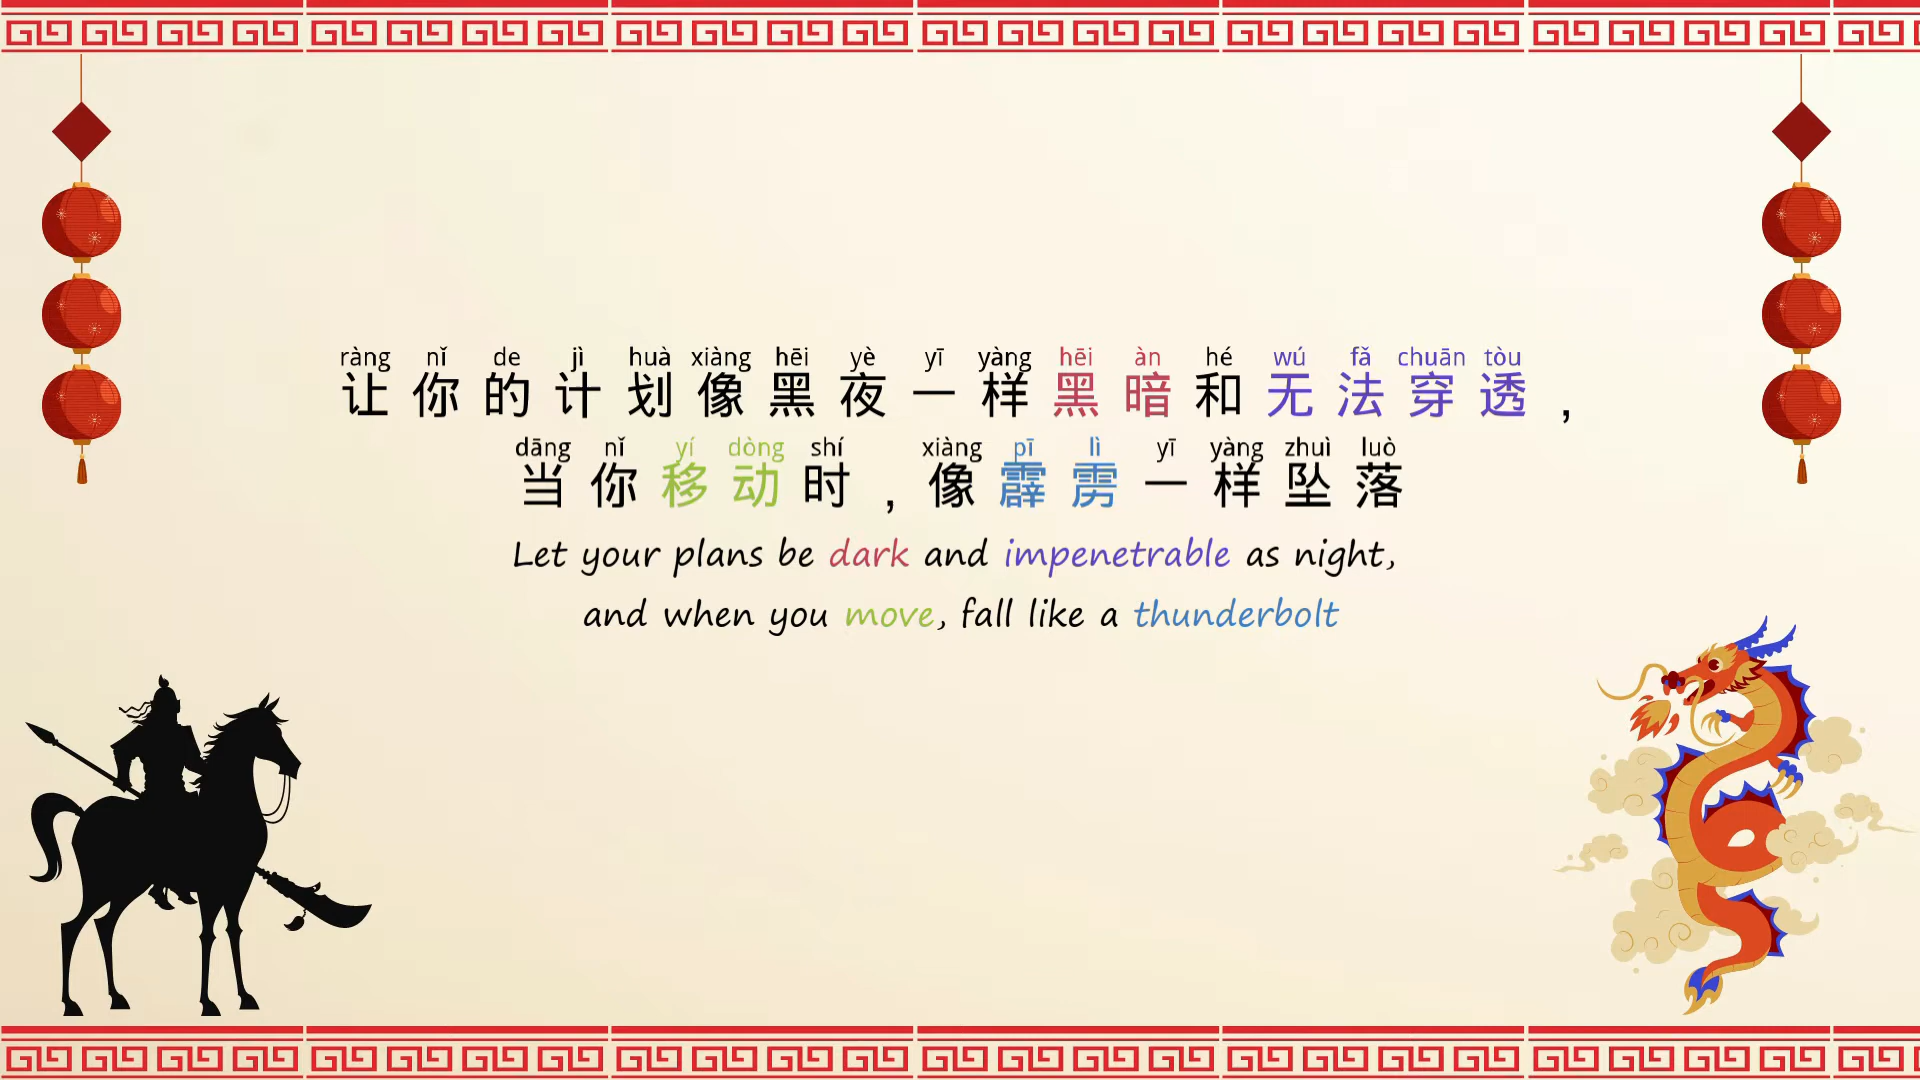 ràng nǐ de jì huà xiàng hēi yè yī yàng hēi àn hé wú fǎ chuān tòu
让你的计划像黑夜一样黑暗和无法穿透，
dāng nǐ yí dòng shí xiàng pī lì yī yàng zhuì luò
当你移动时，像霹雳一样坠落
Let your plans be dark and impenetrable as night,
and when you move, fall like a thunderbolt